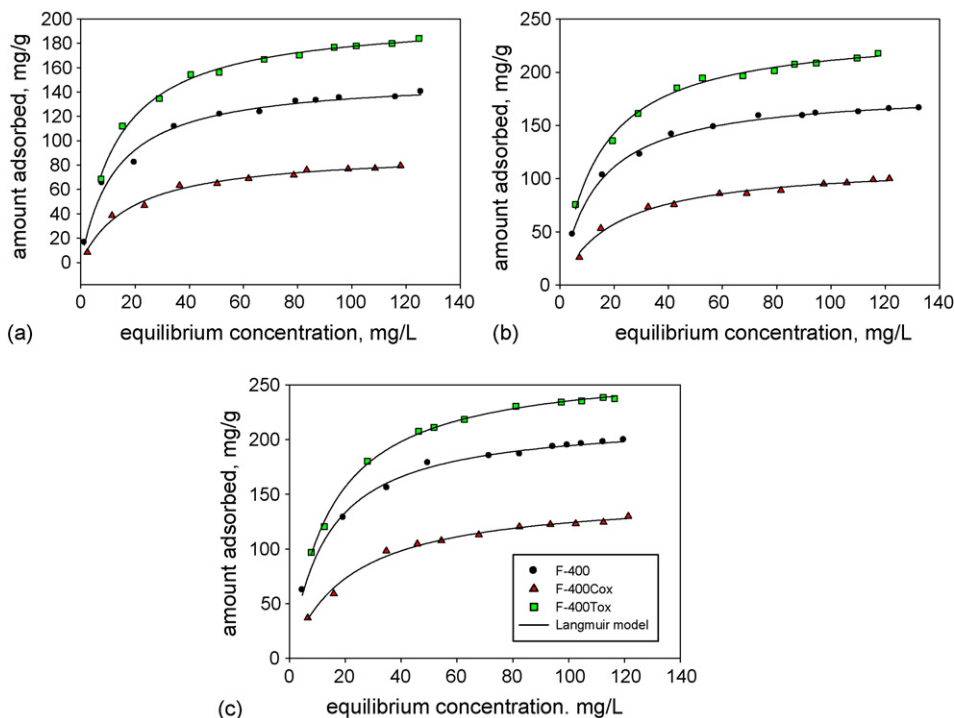 amount adsorbed, mg/g
200
180
160
140
120
100
80
60
40
20
0
0 20 40 60 80 100 120 140
equilibrium concentration, mg/L
(a)
amount adsorbed, mg/g
250
200
150
100
50
0
0 20 40 60 80 100 120 140
equilibrium concentration, mg/L
(b)
amount adsorbed, mg/g
250
200
150
100
50
0
F-400
F-400Cox
F-400Tox
Langmuir model
0 20 40 60 80 100 120 140
equilibrium concentration. mg/L
(c)